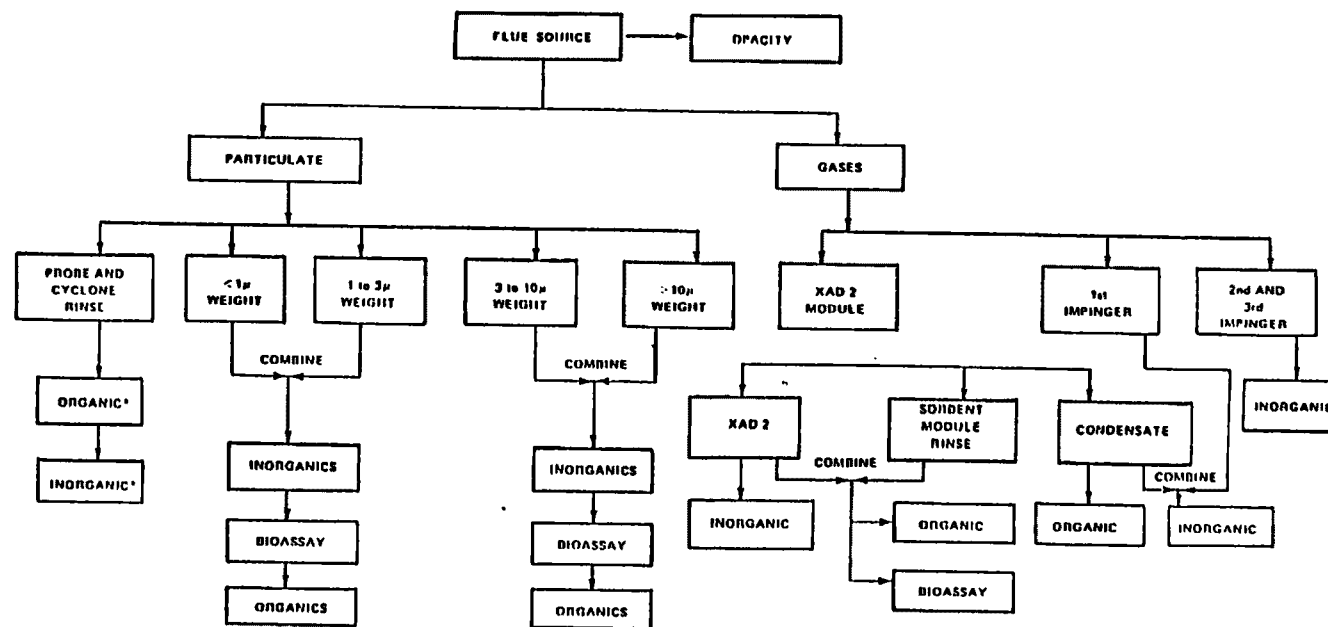 FLUE SOURCE
OPACITY
PARTICULATE
GASES
PROBE AND
CYCLONE
RINSE
< 1μ
WEIGHT
1 to 3μ
WEIGHT
3 to 10μ
WEIGHT
>10μ
WEIGHT
XAD 2
MODULE
1st
IMPINGER
2nd AND
3rd
IMPINGER
COMBINE
COMBINE
ORGANIC*
INORGANIC*
INORGANICS
BIOASSAY
ORGANICS
INORGANICS
BIOASSAY
ORGANICS
XAD 2
SORBENT
MODULE
RINSE
CONDENSATE
INORGANIC
COMBINE
COMBINE
INORGANIC
ORGANIC
ORGANIC
INORGANIC
BIOASSAY